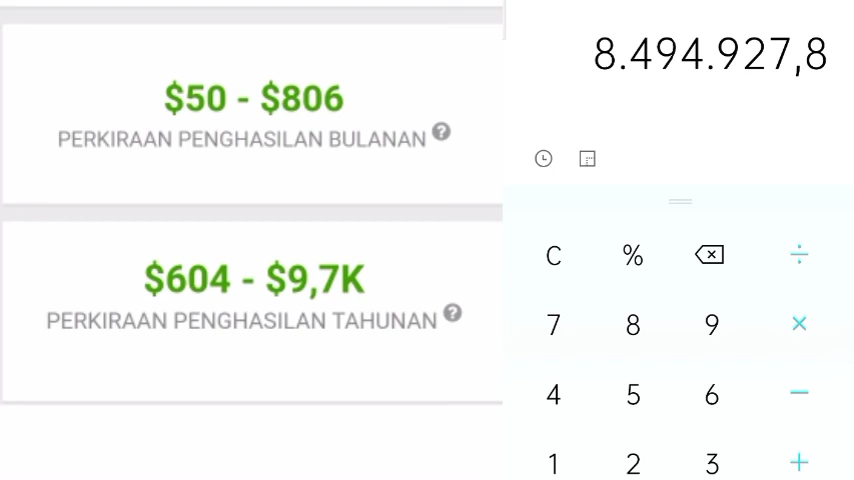 $50 - $806
PERKIRAAN PENGHASILAN BULANAN ?
$604 - $9,7K
PERKIRAAN PENGHASILAN TAHUNAN ?
8.494.927,8
C % ÷
7 8 9 ×
4 5 6 −
1 2 3 +